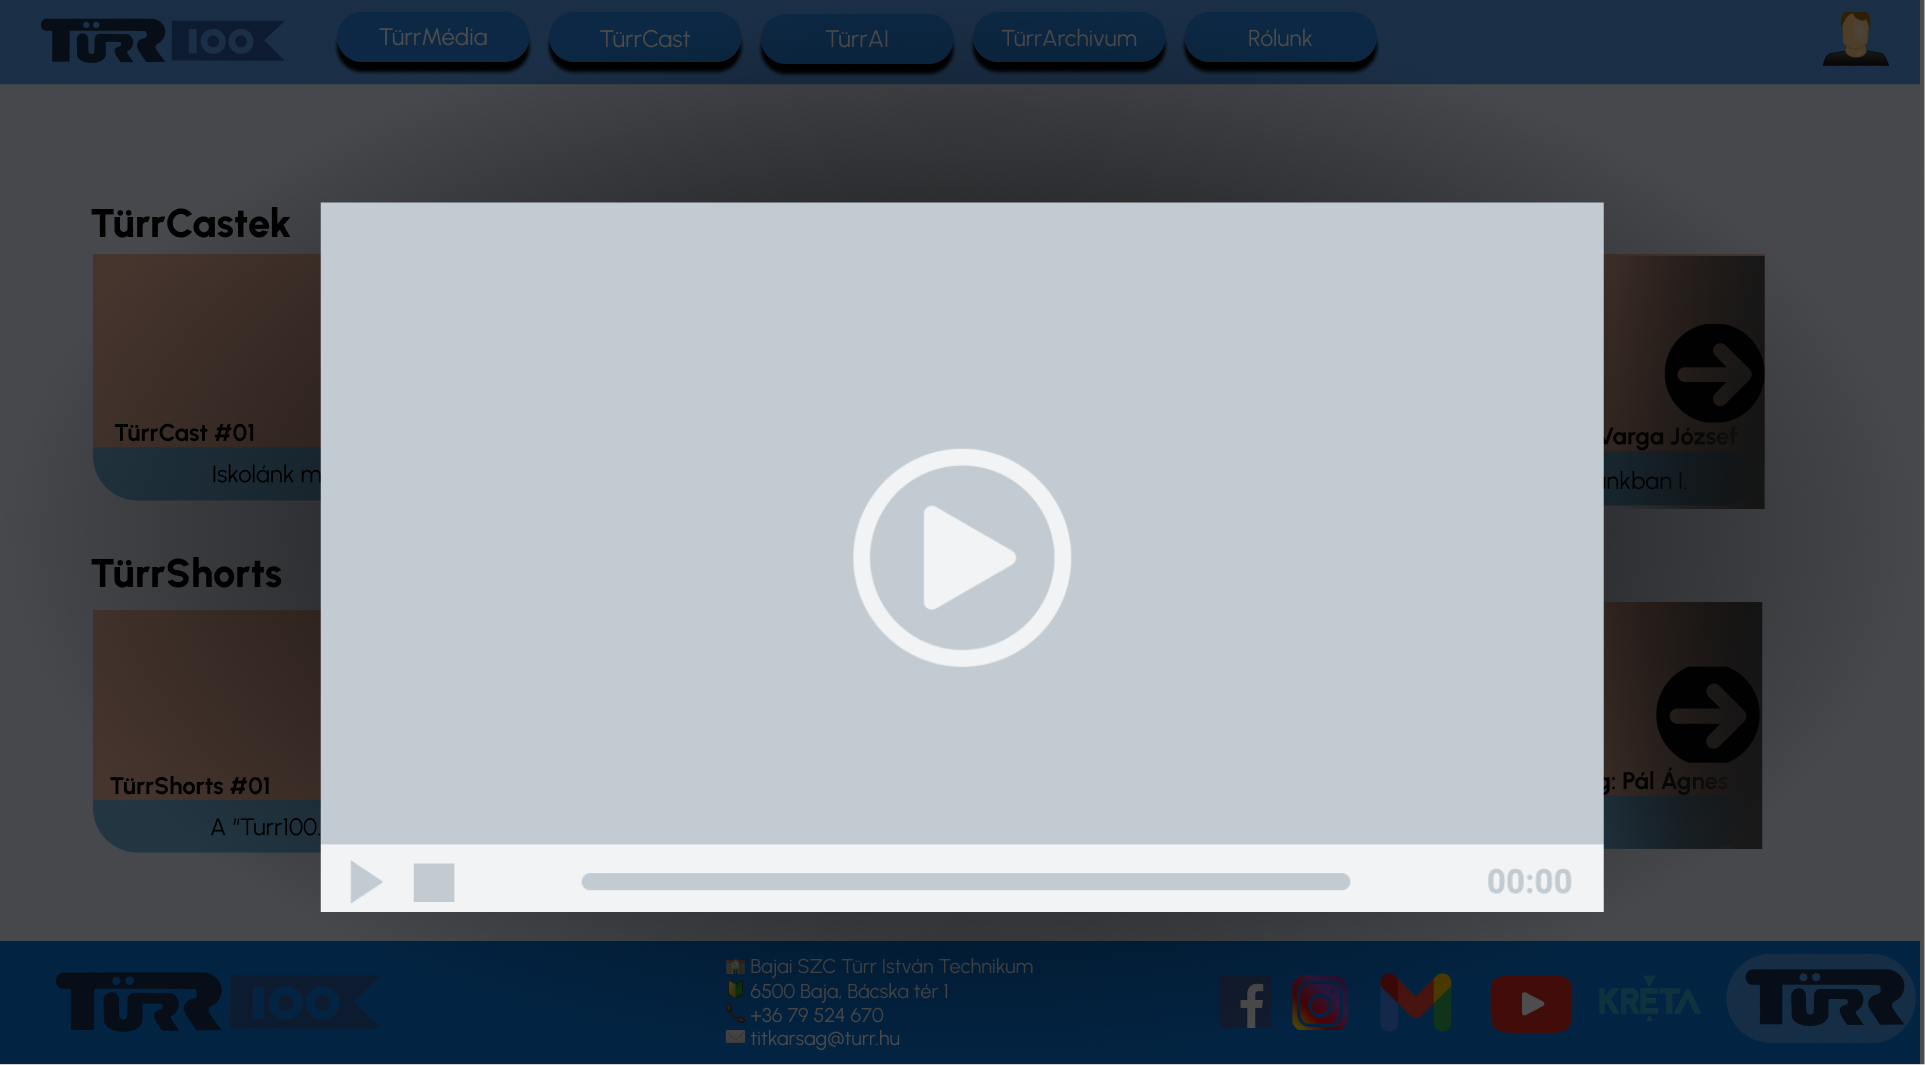 TÜRR 100
TürrMédia
TürrCast
TürrAI
TürrArchivum
Rólunk
TürrCastek
TürrCast #01
Iskolánk m
Varga József
nkban I.
TürrShorts
TürrShorts #01
A "Turr100.
g: Pál Ágnes
00:00
TÜRR 100
Bajai SZC Türr István Technikum
6500 Baja, Bácska tér 1
+36 79 524 670
titkarsag@turr.hu
KRÉTA
TÜRR